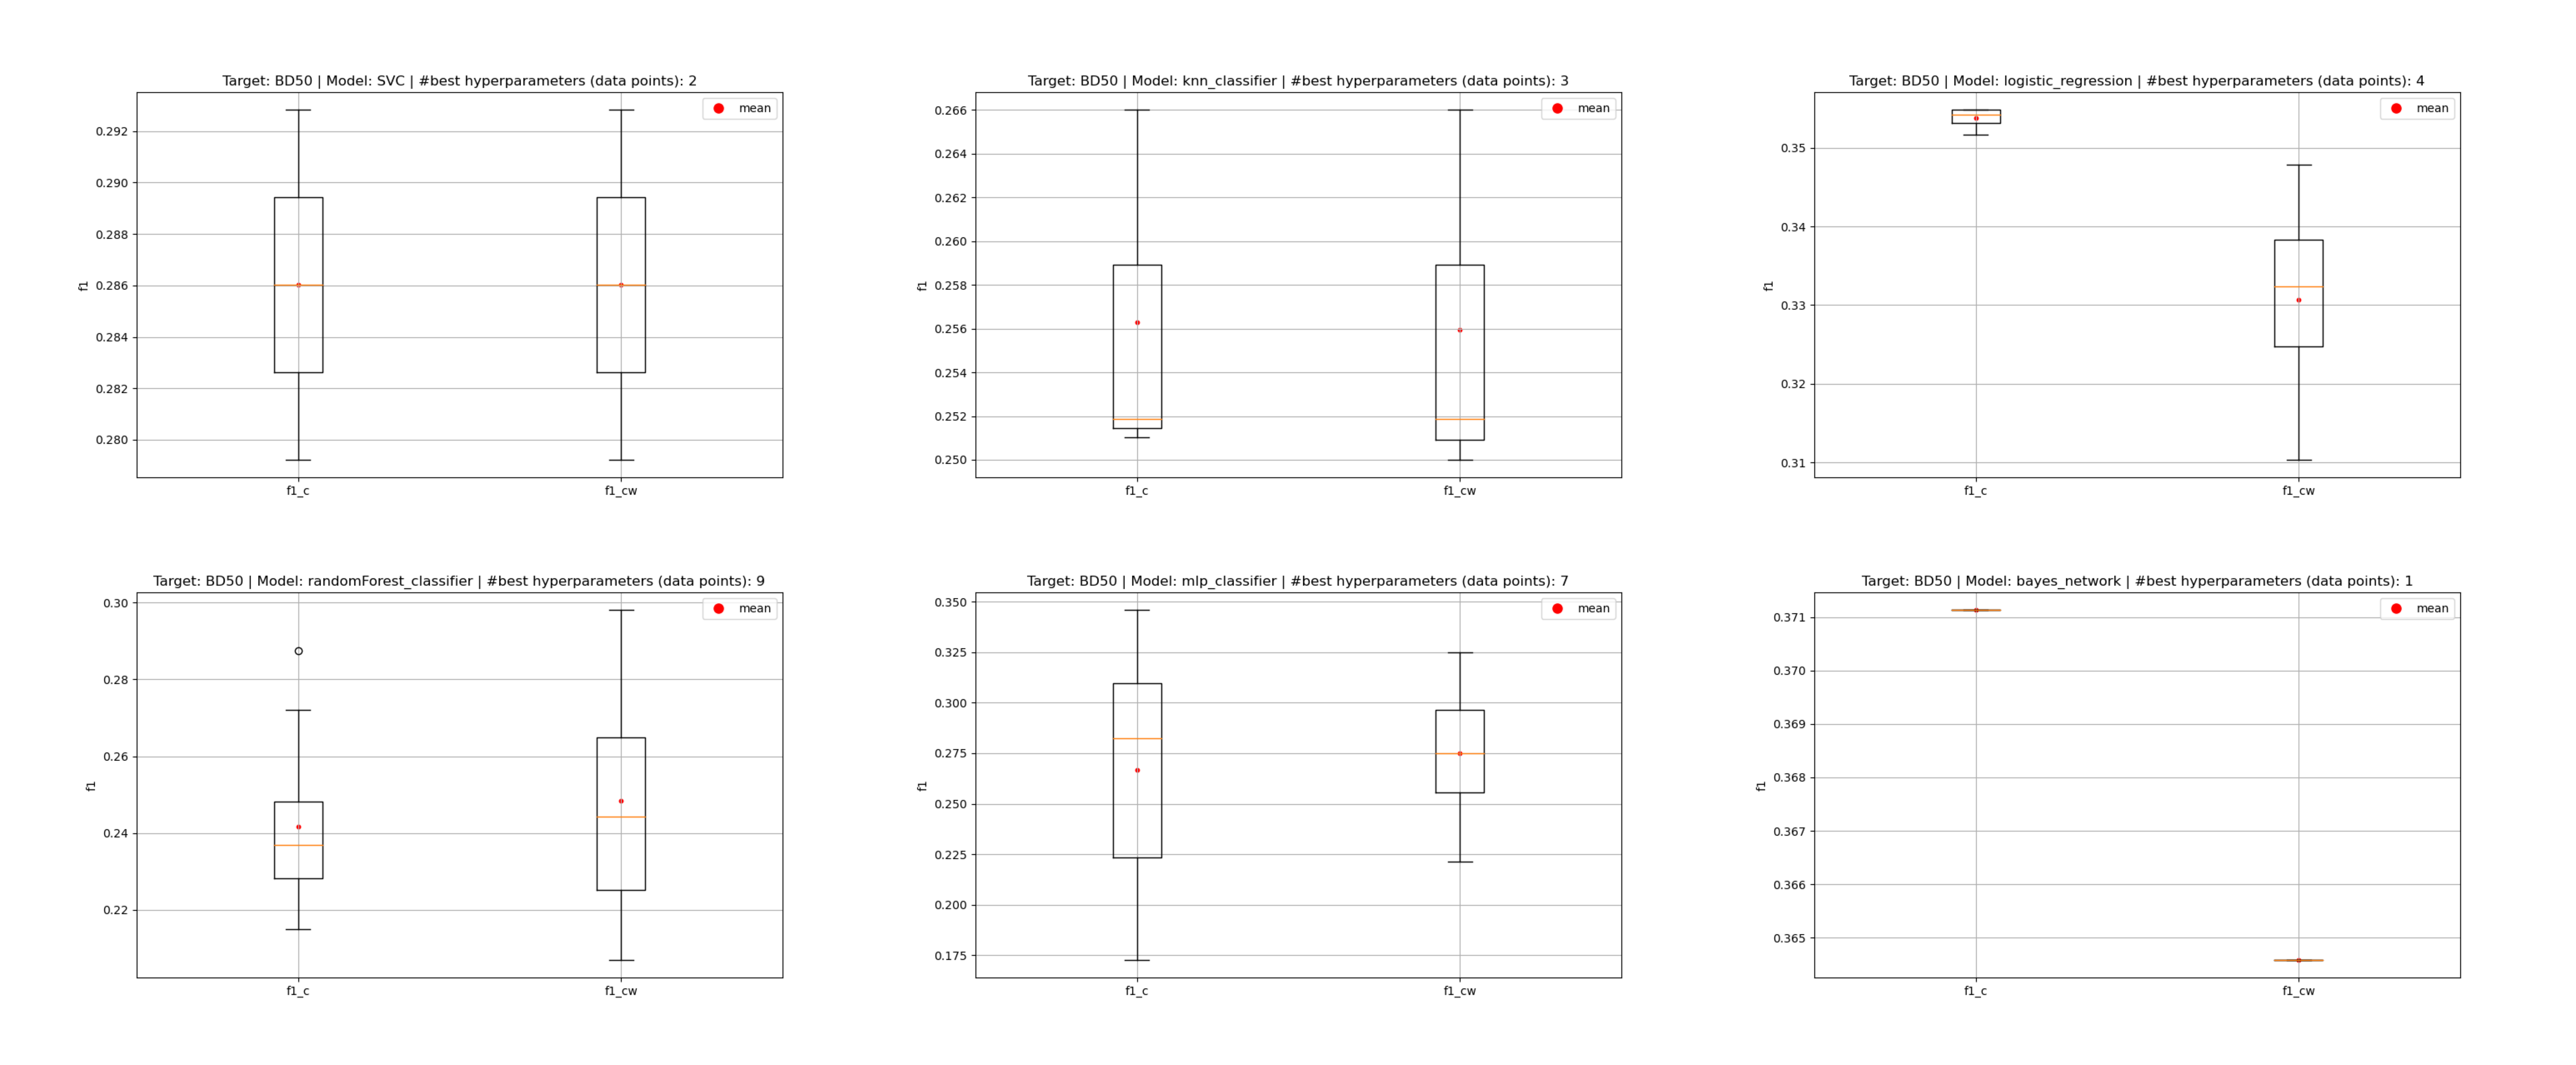 Target: BD50 | Model: SVC | #best hyperparameters (data points): 2
mean
0.292
0.290
0.288
0.286
0.284
0.282
0.280
f1
f1_c
f1_cw
Target: BD50 | Model: knn_classifier | #best hyperparameters (data points): 3
mean
0.266
0.264
0.262
0.260
0.258
0.256
0.254
0.252
0.250
f1
f1_c
f1_cw
Target: BD50 | Model: logistic_regression | #best hyperparameters (data points): 4
mean
0.35
0.34
0.33
0.32
0.31
f1
f1_c
f1_cw
Target: BD50 | Model: randomForest_classifier | #best hyperparameters (data points): 9
mean
0.30
0.28
0.26
0.24
0.22
f1
f1_c
f1_cw
Target: BD50 | Model: mlp_classifier | #best hyperparameters (data points): 7
mean
0.350
0.325
0.300
0.275
0.250
0.225
0.200
0.175
f1
f1_c
f1_cw
Target: BD50 | Model: bayes_network | #best hyperparameters (data points): 1
mean
0.371
0.370
0.369
0.368
0.367
0.366
0.365
f1
f1_c
f1_cw